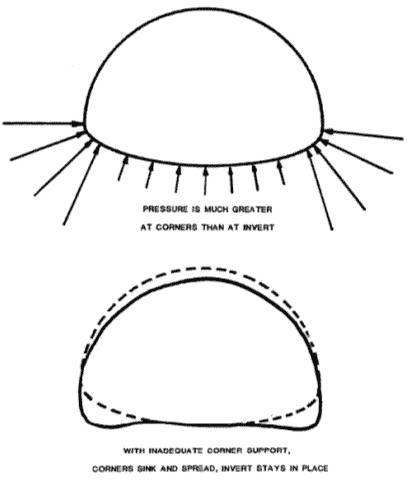 PRESSURE IS MUCH GREATER
AT CORNERS THAN AT INVERT
WITH INADEQUATE CORNER SUPPORT,
CORNERS SINK AND SPREAD, INVERT STAYS IN PLACE